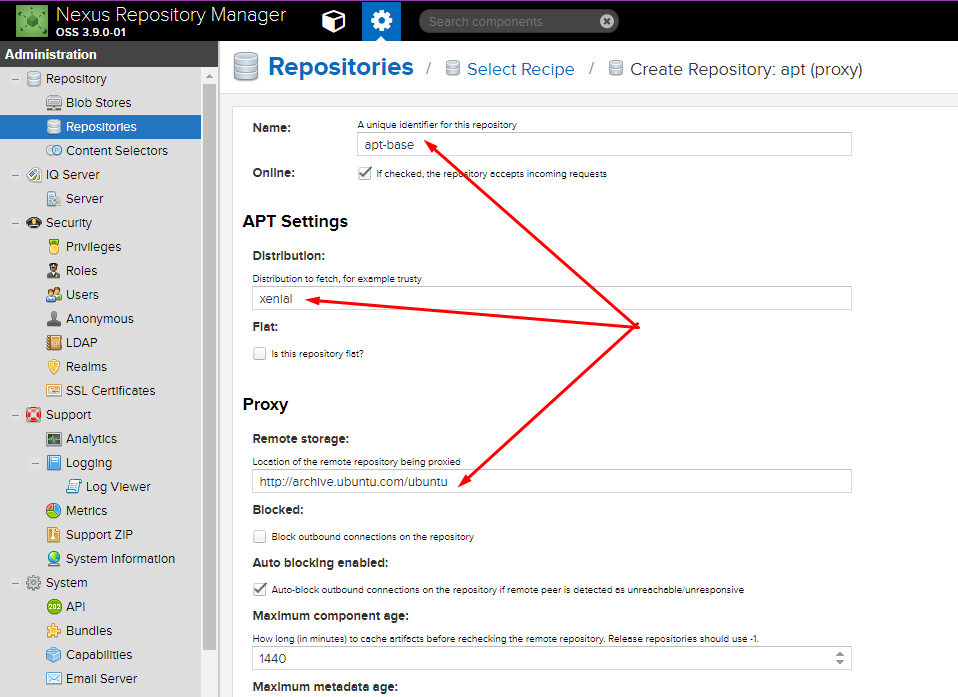 Nexus Repository Manager
OSS 3.9.0-01
Search components
Administration
Repository
Blob Stores
Repositories
Content Selectors
IQ Server
Server
Security
Privileges
Roles
Users
Anonymous
LDAP
Realms
SSL Certificates
Support
Analytics
Logging
Log Viewer
Metrics
Support ZIP
System Information
System
202
API
Bundles
Capabilities
Email Server
Repositories / Select Recipe / Create Repository: apt (proxy)
Name:
A unique identifier for this repository
apt-base
Online:
If checked, the repository accepts incoming requests
APT Settings
Distribution:
Distribution to fetch, for example trusty
xenial
Flat:
Is this repository flat?
Proxy
Remote storage:
Location of the remote repository being proxied
http://archive.ubuntu.com/ubuntu
Blocked:
Block outbound connections on the repository
Auto blocking enabled:
Auto-block outbound connections on the repository if remote peer is detected as unreachable/unresponsive
Maximum component age:
How long (in minutes) to cache artifacts before rechecking the remote repository. Release repositories should use -1.
1440
Maximum metadata age: